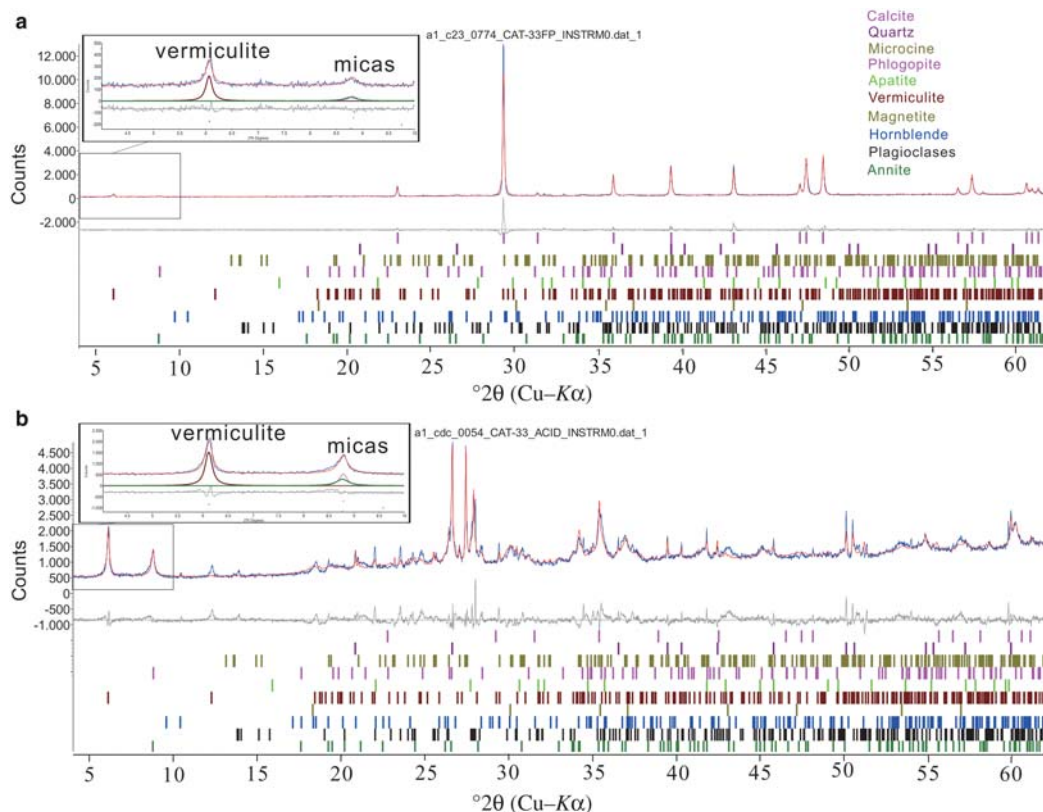 a
a1_c23_0774_CAT-33FP_INSTRM0.dat_1
vermiculite
micas
Calcite
Quartz
Microcine
Phlogopite
Apatite
Vermiculite
Magnetite
Hornblende
Plagioclases
Annite
12.000
10.000
8.000
6.000
4.000
2.000
0
-2.000
Counts
5 10 15 20 25 30 35 40 45 50 55 60
°2θ (Cu–Kα)
b
a1_cdc_0054_CAT-33_ACID_INSTRM0.dat_1
vermiculite
micas
4.500
4.000
3.500
3.000
2.500
2.000
1.500
1.000
500
0
-500
-1.000
Counts
5 10 15 20 25 30 35 40 45 50 55 60
°2θ (Cu–Kα)